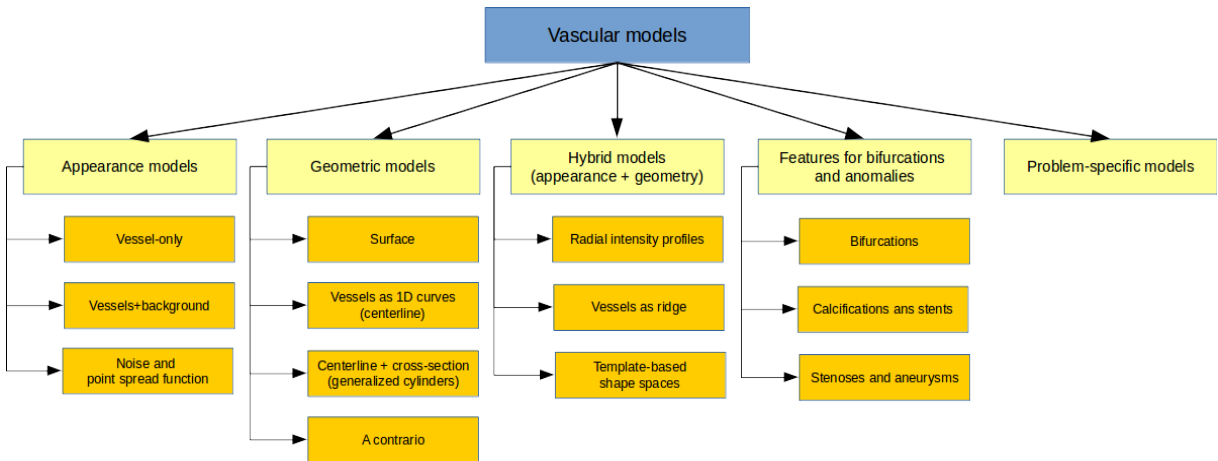 Vascular models
Appearance models
Vessel-only
Vessels+background
Noise and
point spread function
Geometric models
Surface
Vessels as 1D curves
(centerline)
Centerline + cross-section
(generalized cylinders)
A contrario
Hybrid models
(appearance + geometry)
Radial intensity profiles
Vessels as ridge
Template-based
shape spaces
Features for bifurcations
and anomalies
Bifurcations
Calcifications ans stents
Stenoses and aneurysms
Problem-specific models